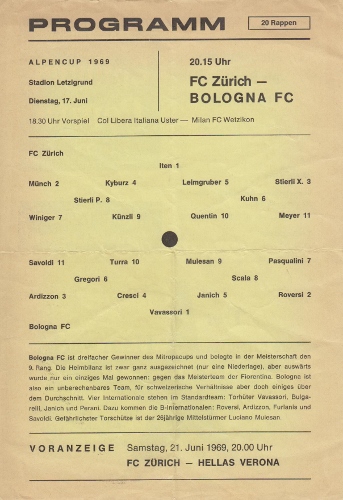 PROGRAMM 20 Rappen
ALPENCUP 1969 20.15 Uhr
Stadion Letzigrund FC Zürich —
Dienstag, 17. Juni BOLOGNA FC
18.30 Uhr Vorspiel Col Libera Italiana Uster — Milan FC Wetzikon
FC Zürich
Iten 1
Münch 2 Kyburz 4 Leimgruber 5 Stierli X. 3
Stierli P. 8 Kuhn 6
Winiger 7 Künzli 9 Quentin 10 Meyer 11
Savoldi 11 Turra 10 Mulesan 9 Pasqualini 7
Gregori 6 Scala 8
Ardizzon 3 Cresci 4 Janich 5 Roversi 2
Vavassori 1
Bologna FC
Bologna FC ist dreifacher Gewinner des Mitropacups und belegte in der Meisterschaft den
9. Rang. Die Heimbilanz ist zwar ganz ausgezeichnet (nur eine Niederlage), aber auswärts
wurde nur ein einziges Mal gewonnen: gegen das Meisterteam der Fiorentina. Bologna ist
also ein unberechenbares Team, für schweizerische Verhältnisse aber doch einiges über
dem Durchschnitt. Vier Internationale stehen im Standardteam: Torhüter Vavassori, Bulga-
relli, Janich und Perani. Dazu kommen die B-Internationalen: Roversi, Ardizzon, Furlanis und
Savoldi. Gefährlichster Torschütze ist der 26jährige Mittelstürmer Luciano Mulesan
VORANZEIGE Samstag, 21. Juni 1969, 20.00 Uhr
FC ZÜRICH — HELLAS VERONA